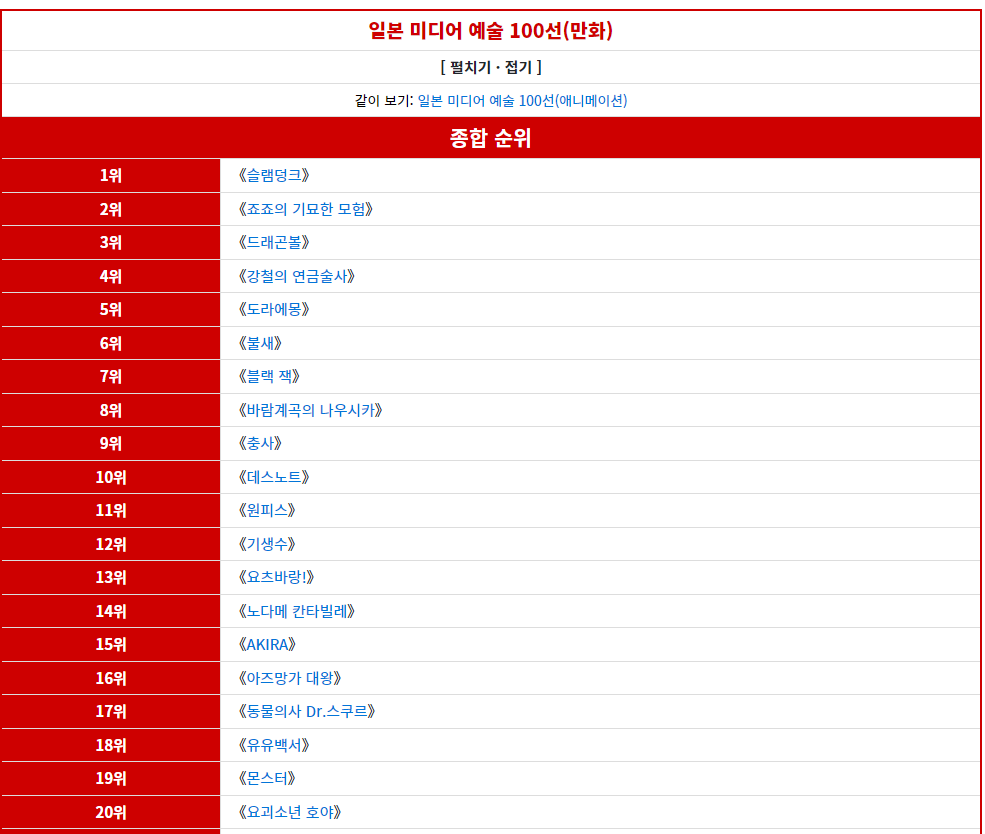 일본 미디어 예술 100선(만화)
[ 펼치기 · 접기 ]
같이 보기: 일본 미디어 예술 100선(애니메이션)
종합 순위
1위 《슬램덩크》
2위 《죠죠의 기묘한 모험》
3위 《드래곤볼》
4위 《강철의 연금술사》
5위 《도라에몽》
6위 《불새》
7위 《블랙 잭》
8위 《바람계곡의 나우시카》
9위 《충사》
10위 《데스노트》
11위 《원피스》
12위 《기생수》
13위 《요츠바랑!》
14위 《노다메 칸타빌레》
15위 《AKIRA》
16위 《아즈망가 대왕》
17위 《동물의사 Dr.스쿠르》
18위 《유유백서》
19위 《몬스터》
20위 《요괴소년 호야》